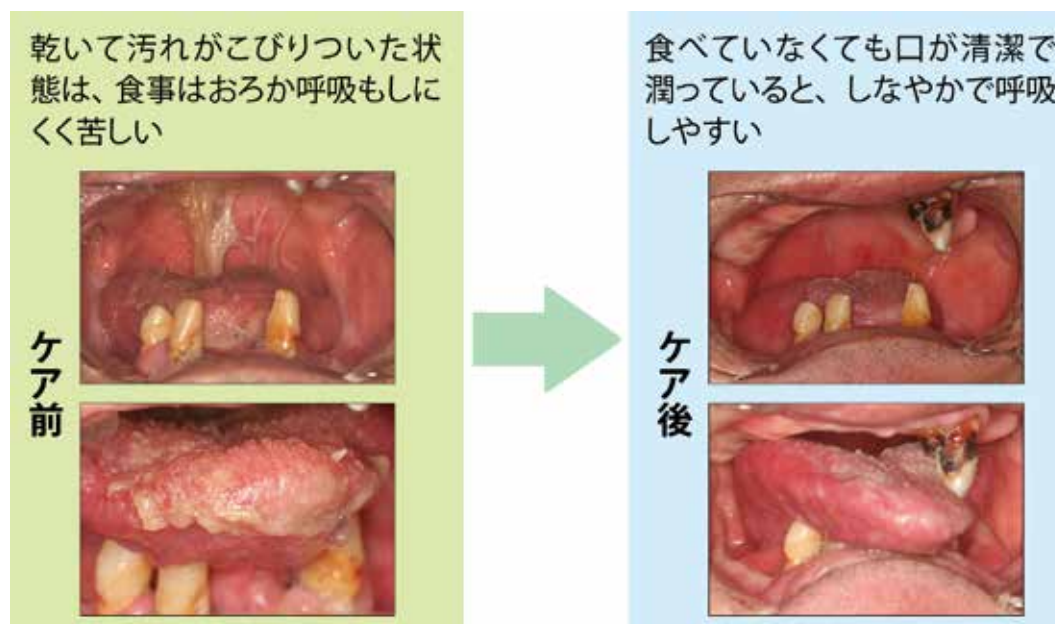 乾いて汚れがこびりついた状
態は、食事はおろか呼吸もしに
くく苦しい
ケア前
食べていなくても口が清潔で
潤っていると、しなやかで呼吸
しやすい
ケア後